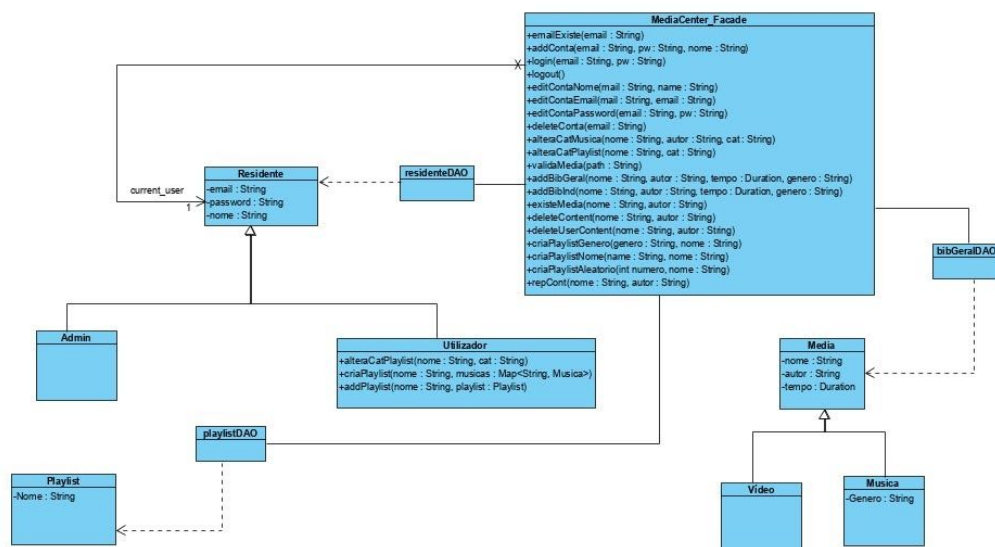 MediaCenter_Facade
+emailExiste(email : String)
+addConta(email : String, pw : String, nome : String)
+login(email : String, pw : String)
+logout()
+editContaNome(mail : String, name : String)
+editContaEmail(mail : String, email : String)
+editContaPassword(email : String, pw : String)
+deleteConta(email : String)
+alteraCatMusica(nome : String, autor : String, cat : String)
+alteraCatPlaylist(nome : String, cat : String)
+validaMedia(path : String)
+addBibGeral(nome : String, autor : String, tempo : Duration, genero : String)
+addBibInd(nome : String, autor : String, tempo : Duration, genero : String)
+existeMedia(nome : String, autor : String)
+deleteContent(nome : String, autor : String)
+deleteUserContent(nome : String, autor : String)
+criaPlaylistGenero(genero : String, nome : String)
+criaPlaylistNome(name : String, nome : String)
+criaPlaylistAleatorio(int numero, nome : String)
+repCont(nome : String, autor : String)
current_user
1
Residente
-email : String
-password : String
-nome : String
residenteDAO
bibGeralDAO
Admin
Utilizador
+alteraCatPlaylist(nome : String, cat : String)
+criaPlaylist(nome : String, musicas : Map<String, Musica>)
+addPlaylist(nome : String, playlist : Playlist)
Media
-nome : String
-autor : String
-tempo : Duration
playlistDAO
Playlist
-Nome : String
Vídeo
Musica
-Genero : String